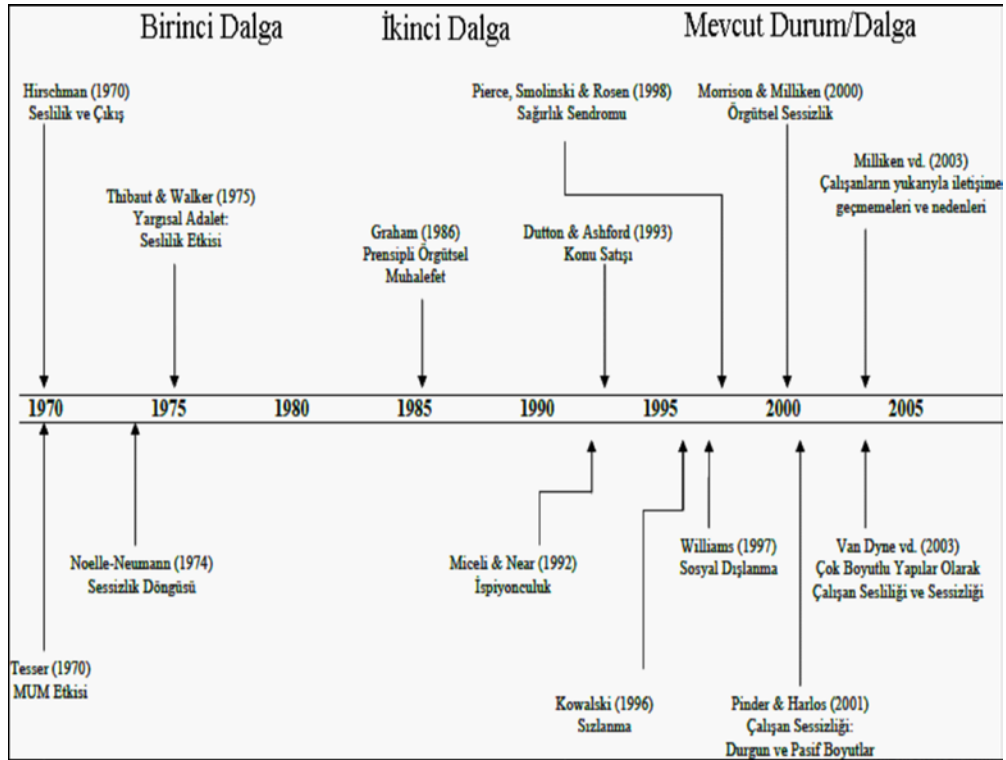 Birinci Dalga
İkinci Dalga
Mevcut Durum/Dalga
Hirschman (1970)
Seslilik ve Çıkış
Pierce, Smolinski & Rosen (1998)
Sağırlık Sendromu
Morrison & Milliken (2000)
Örgütsel Sessizlik
Milliken vd. (2003)
Çalışanların yukarıyla iletişime
geçmemeleri ve nedenleri
Thibaut & Walker (1975)
Yargısal Adalet:
Seslilik Etkisi
Graham (1986)
Prensipli Örgütsel
Muhalefet
Dutton & Ashford (1993)
Konu Satışı
1970 1975 1980 1985 1990 1995 2000 2005
Noelle-Neumann (1974)
Sessizlik Döngüsü
Miceli & Near (1992)
İspiyonculuk
Williams (1997)
Sosyal Dışlanma
Van Dyne vd. (2003)
Çok Boyutlu Yapılar Olarak
Çalışan Sesliliği ve Sessizliği
Tesser (1970)
MUM Etkisi
Kowalski (1996)
Sızlanma
Pinder & Harlos (2001)
Çalışan Sessizliği:
Durgun ve Pasif Boyutlar